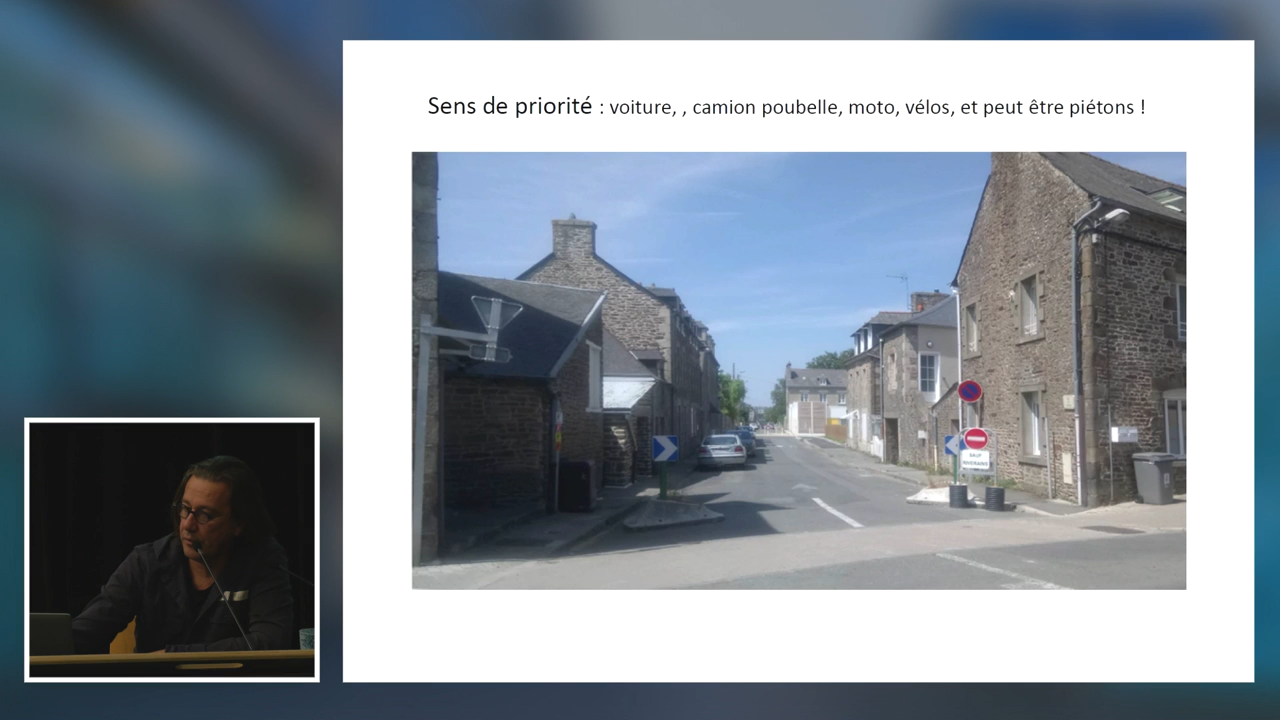 Sens de priorité : voiture, , camion poubelle, moto, vélos, et peut être piétons !
SAUF
RIVERAINS